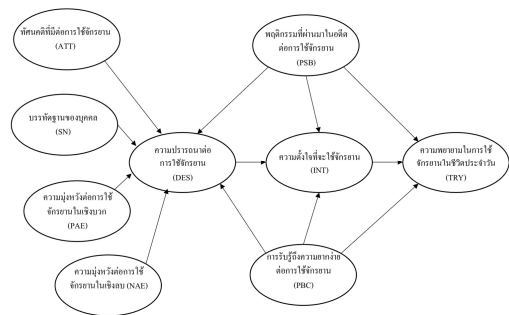 ทัศนคติที่มีต่อการใช้จักรยาน
(ATT)
พฤติกรรมที่ผ่านมาในอดีต
ต่อการใช้จักรยาน
(PSB)
บรรทัดฐานของบุคคล
(SN)
ความปรารถนาต่อ
การใช้จักรยาน
(DES)
ความตั้งใจที่จะใช้จักรยาน
(INT)
ความพยายามในการใช้
จักรยานในชีวิตประจำวัน
(TRY)
ความมุ่งหวังต่อการใช้
จักรยานในเชิงบวก
(PAE)
ความมุ่งหวังต่อการใช้
จักรยานในเชิงลบ (NAE)
การรับรู้ถึงความยากง่าย
ต่อการใช้จักรยาน
(PBC)